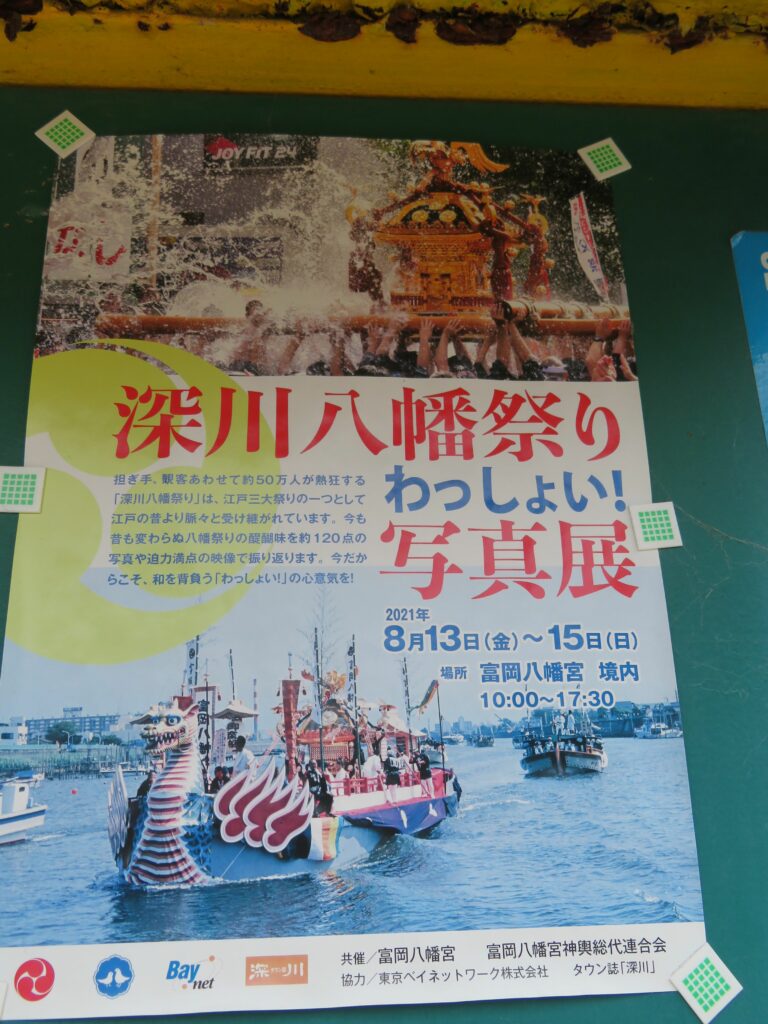 JOY FIT 24
深川八幡祭り
わっしょい!
写真展
担ぎ手、観客あわせて約50万人が熱狂する
「深川八幡祭り」は、江戸三大祭りの一つとして
江戸の昔より脈々と受け継がれています。今も
昔も変わらぬ八幡祭りの醍醐味を約120点の
写真や迫力満点の映像で振り返ります。今だか
らこそ、和を背負う「わっしょい!」の心意気を!
2021年
8月13日(金)〜15日(日)
場所 富岡八幡宮 境内
10:00〜17:30
富岡八幡
Bay net
深川
共催/富岡八幡宮 富岡八幡宮神輿総代連合会
協力/東京ベイネットワーク株式会社 タウン誌「深川」